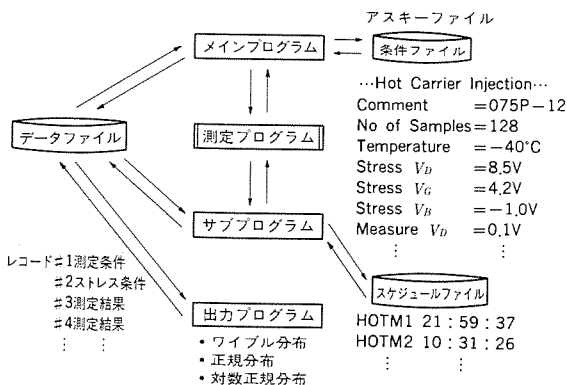 アスキーファイル
メインプログラム
条件ファイル
…Hot Carrier Injection…
Comment =075P-12
No of Samples=128
Temperature =-40°C
Stress VD =8.5V
Stress VG =4.2V
Stress VB =-1.0V
Measure VD =0.1V
⋮ ⋮
データファイル
測定プログラム
サブプログラム
レコード#1測定条件
#2ストレス条件
#3測定結果
#4測定結果
⋮ ⋮
出力プログラム
・ワイブル分布
・正規分布
・対数正規分布
スケジュールファイル
HOTM1 21:59:37
HOTM2 10:31:26
⋮ ⋮